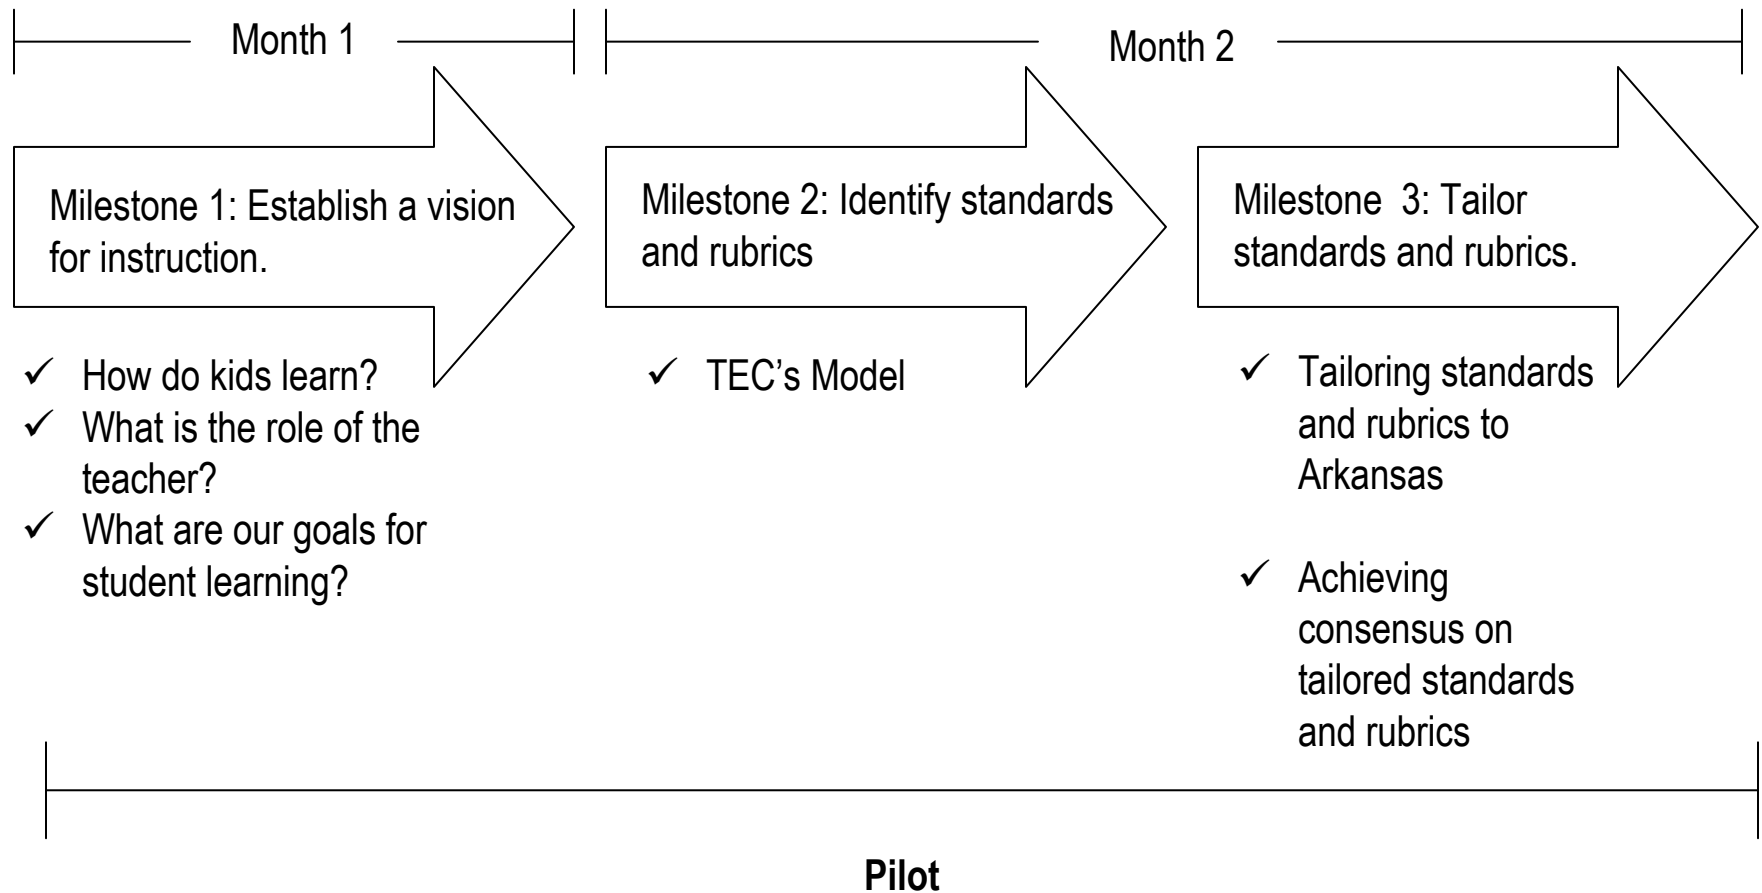 Month 1
Month 2
Milestone 1: Establish a vision
for instruction.
Milestone 2: Identify standards
and rubrics
Milestone 3: Tailor
standards and rubrics.
✓ How do kids learn?
✓ What is the role of the
teacher?
✓ What are our goals for
student learning?
✓ TEC’s Model
✓ Tailoring standards
and rubrics to
Arkansas
✓ Achieving
consensus on
tailored standards
and rubrics
Pilot